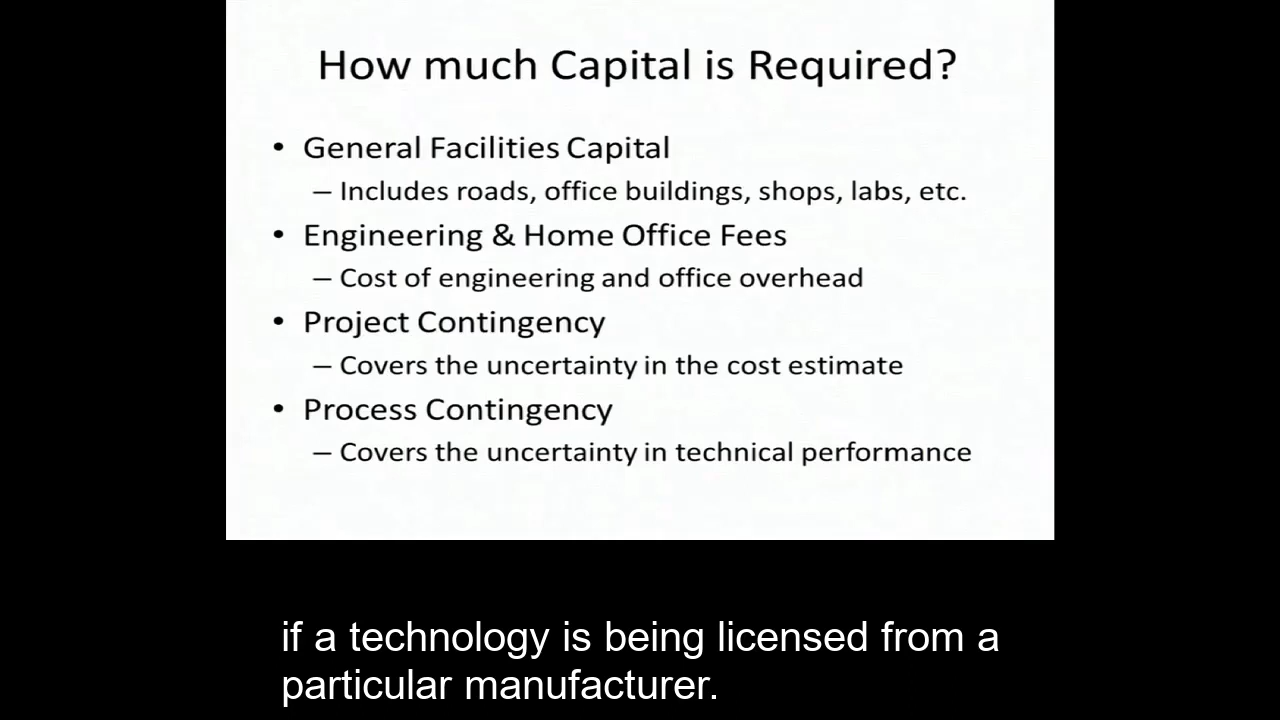 How much Capital is Required?
• General Facilities Capital
– Includes roads, office buildings, shops, labs, etc.
• Engineering & Home Office Fees
– Cost of engineering and office overhead
• Project Contingency
– Covers the uncertainty in the cost estimate
• Process Contingency
– Covers the uncertainty in technical performance
if a technology is being licensed from a
particular manufacturer.